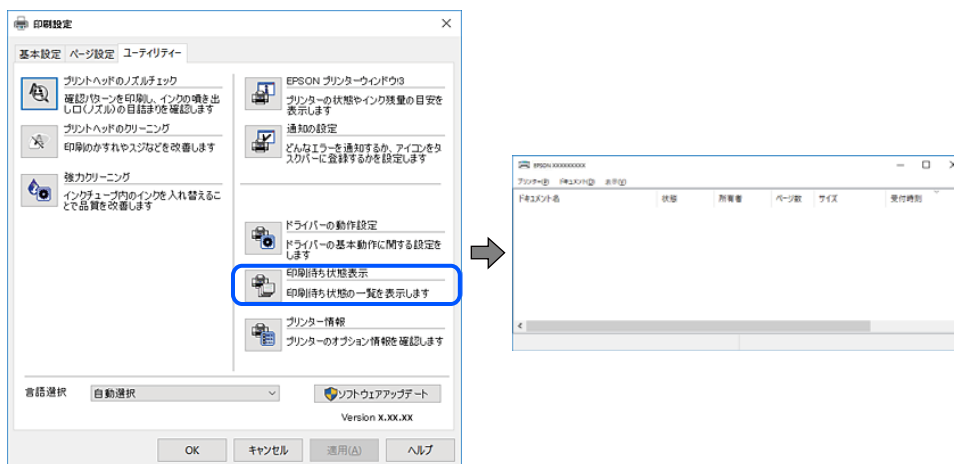 印刷設定
基本設定 ページ設定 ユーティリティー
プリントヘッドのノズルチェック
確認パターンを印刷し、インクの噴き出
し口(ノズル)の目詰まりを確認します
プリントヘッドのクリーニング
印刷のかすれやスジなどを改善します
強力クリーニング
インクチューブ内のインクを入れ替えるこ
とで品質を改善します
EPSON プリンターウィンドウ!3
プリンターの状態やインク残量の目安を
表示します
通知の設定
どんなエラーを通知するか、アイコンをタ
スクバーに登録するかを設定します
ドライバーの動作設定
ドライバーの基本動作に関する設定を
します
印刷待ち状態表示
印刷待ち状態の一覧を表示します
プリンター情報
プリンターのオプション情報を確認します
言語選択 自動選択
ソフトウェアアップデート
Version X.XX.XX
OK キャンセル 適用(A) ヘルプ
EPSON XXXXXXXXXX
プリンター(P) ドキュメント(D) 表示(V)
ドキュメント名 状態 所有者 ページ数 サイズ 受付時刻